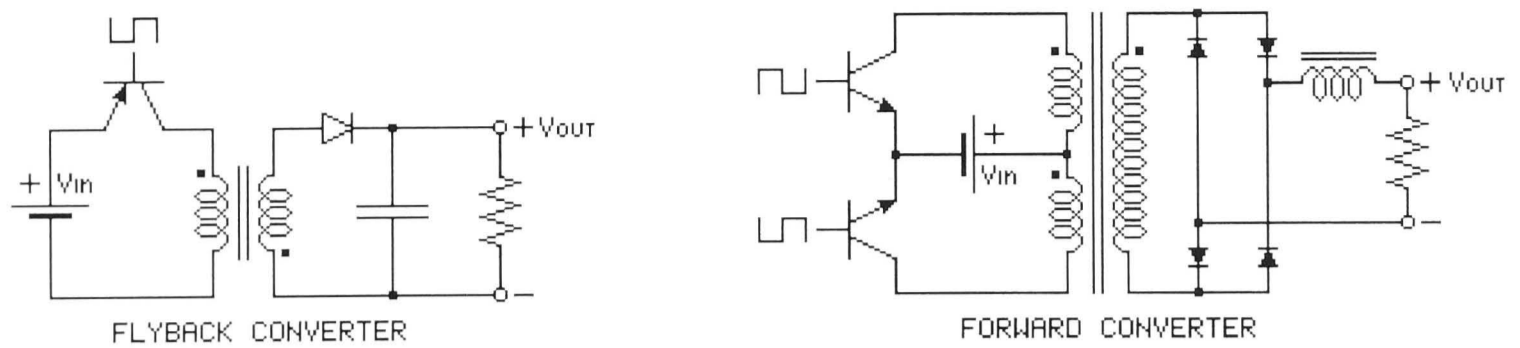 + Vin
+ Vout
-
FLYBACK CONVERTER
+
Vin
+ Vout
-
FORWARD CONVERTER